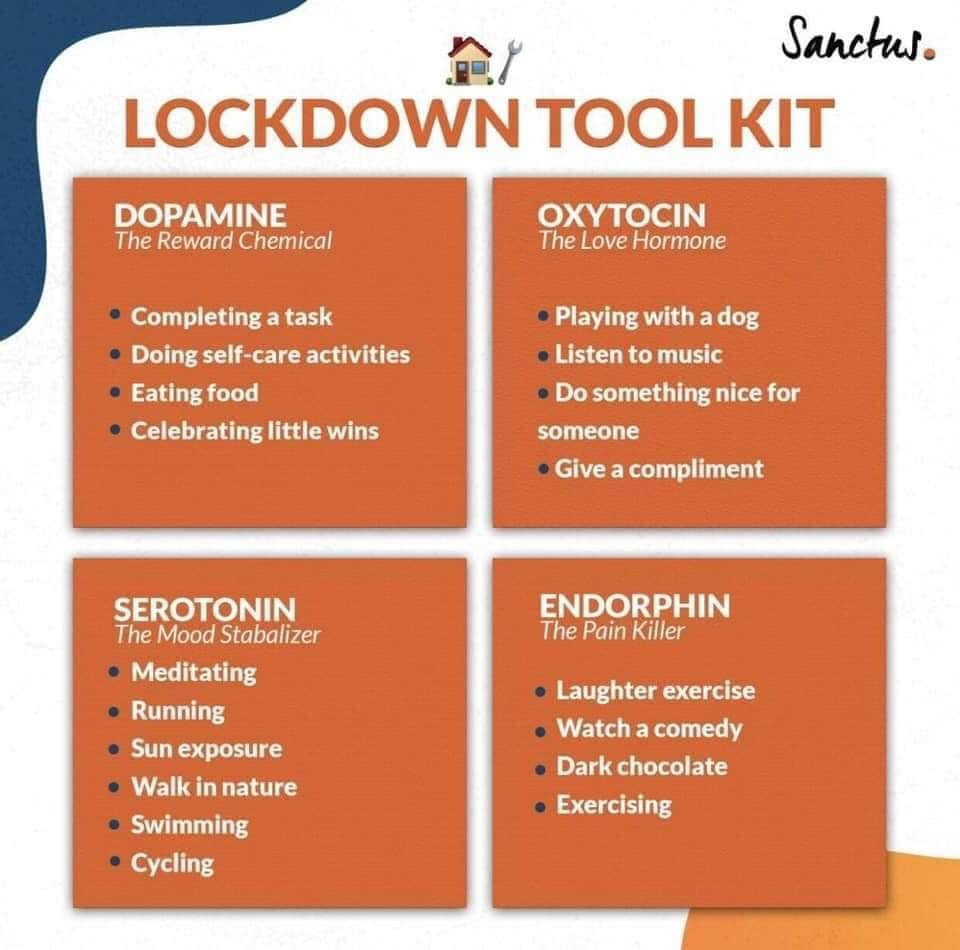 Sanctus.
LOCKDOWN TOOL KIT
DOPAMINE
The Reward Chemical
• Completing a task
• Doing self-care activities
• Eating food
• Celebrating little wins
OXYTOCIN
The Love Hormone
• Playing with a dog
• Listen to music
• Do something nice for
someone
• Give a compliment
SEROTONIN
The Mood Stabalizer
• Meditating
• Running
• Sun exposure
• Walk in nature
• Swimming
• Cycling
ENDORPHIN
The Pain Killer
• Laughter exercise
• Watch a comedy
• Dark chocolate
• Exercising